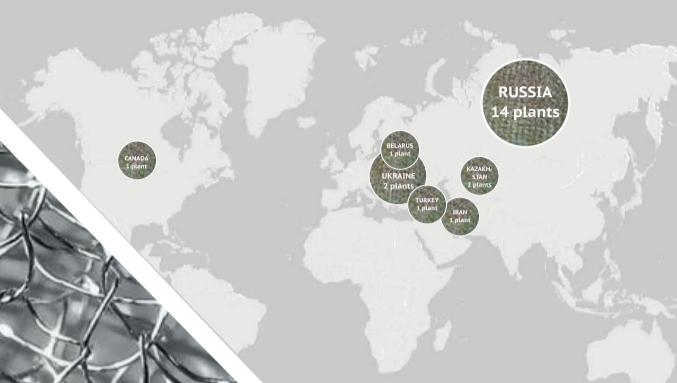 RUSSIA
14 plants
CANADA
1 plant
BELARUS
1 plant
UKRAINE
2 plants
KAZAKH-
STAN
plants
TURKEY
1 plant
IRAN
1 plant